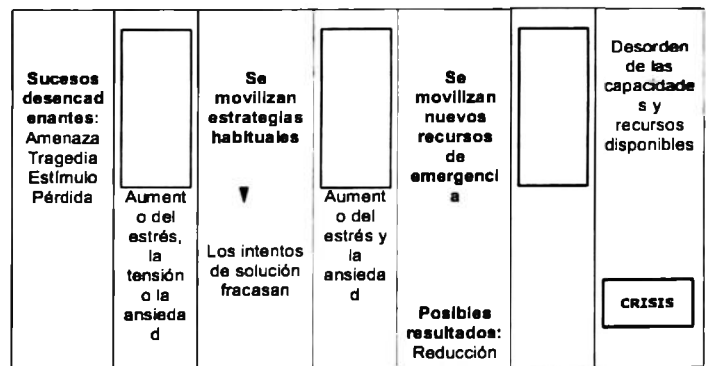 Sucesos
desencad
enantes:
Amenaza
Tragedia
Estímulo
Pérdida
Aument
o del
estrés,
la
tensión
o la
ansieda
d
Se
movilizan
estrategias
habituales
Los intentos
de solución
fracasan
Aument
o del
estrés y
la
ansieda
d
Se
movilizan
nuevos
recursos
de
emergenci
a
Posibles
resultados:
Reducción
Desorden
de las
capacidade
s y
recursos
disponibles
CRISIS